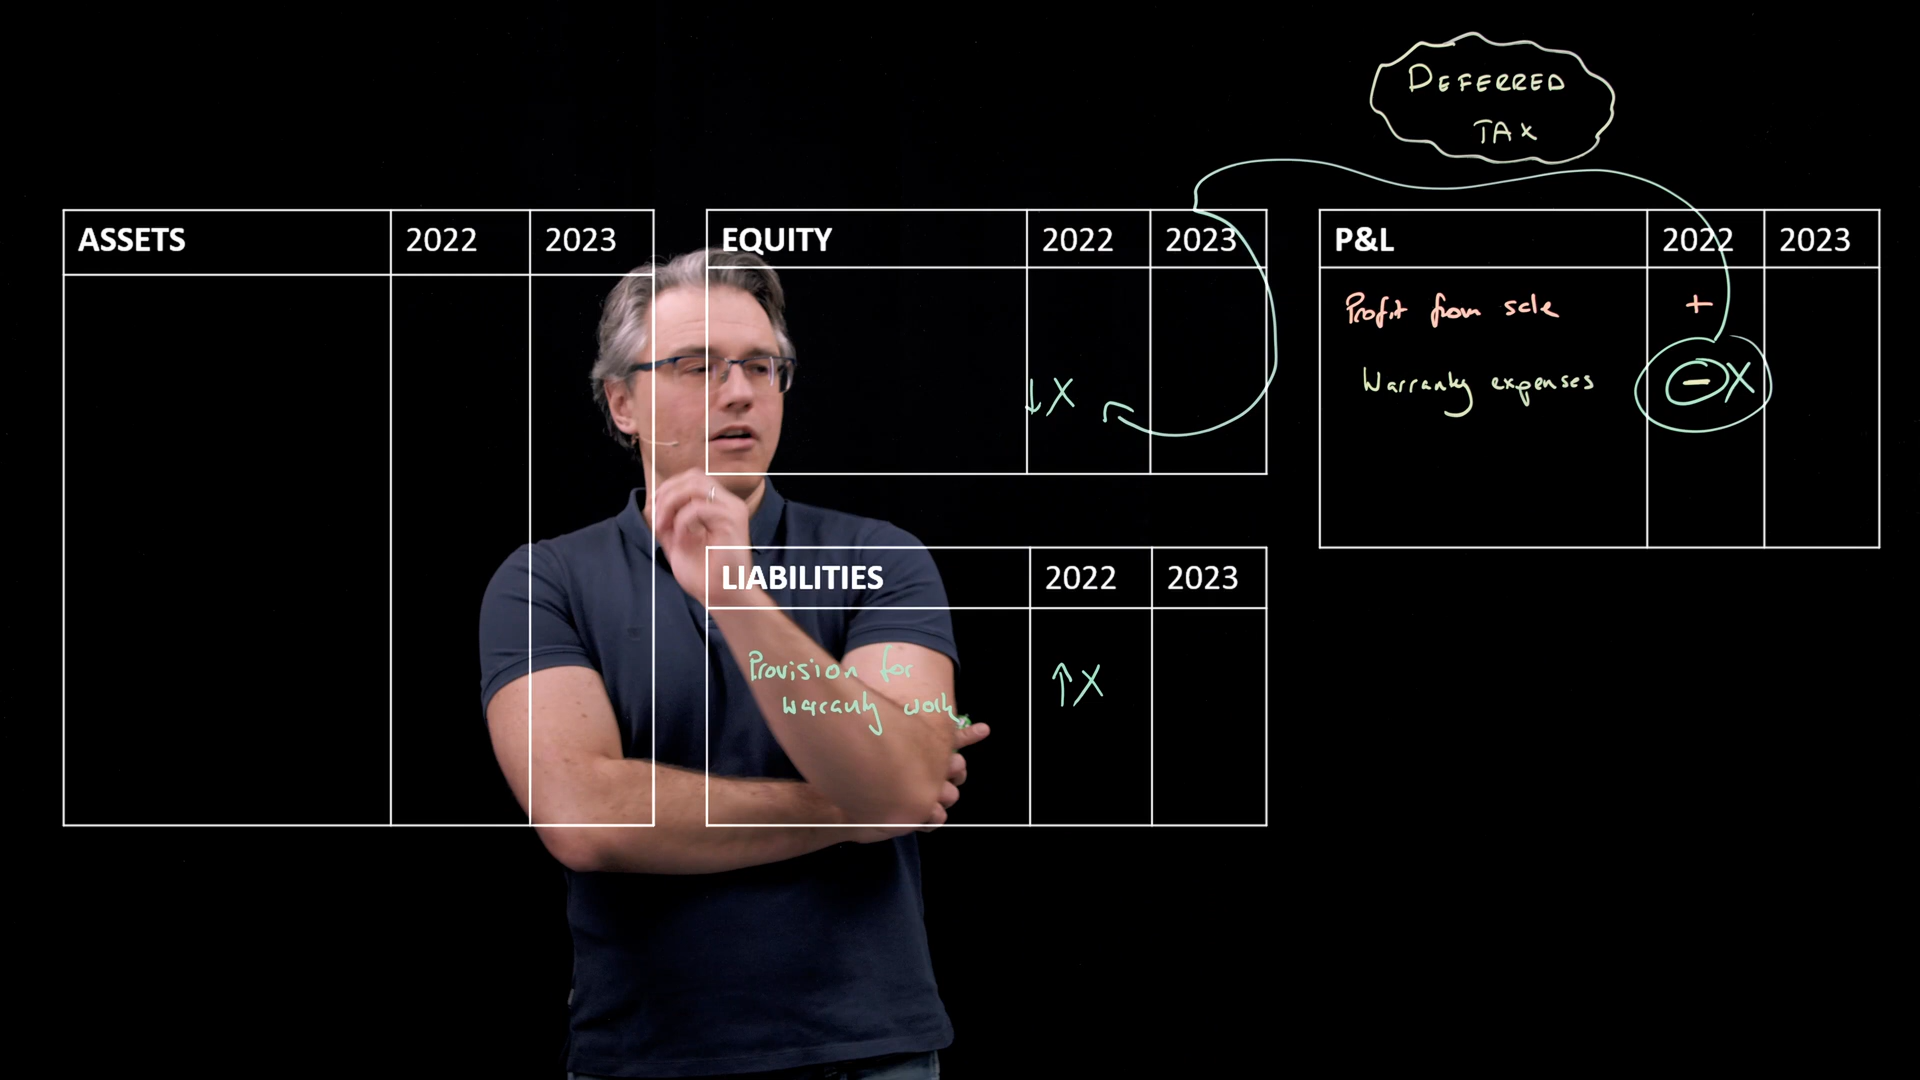 DEFERRED
TAX
ASSETS 2022 2023
EQUITY 2022 2023
↓X
P&L 2022 2023
Profit from sale +
Warranty expenses − X
LIABILITIES 2022 2023
Provision for
warranty work ↑X